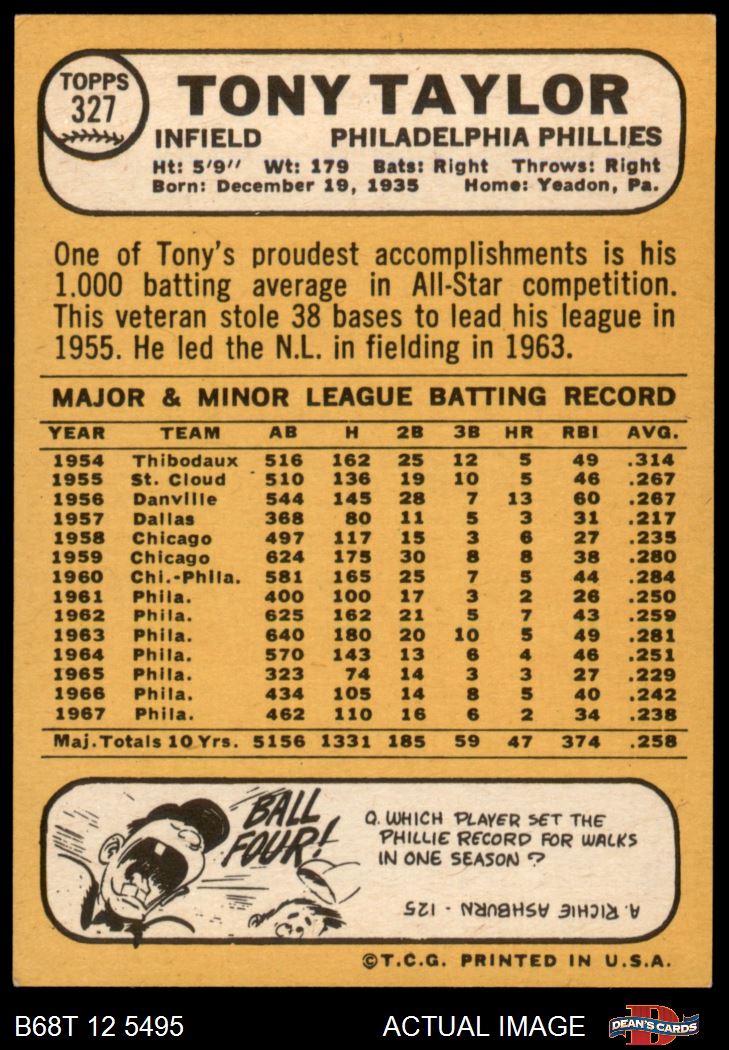 TOPPS
327
TONY TAYLOR
INFIELD PHILADELPHIA PHILLIES
Ht: 5'9" Wt: 179 Bats: Right Throws: Right
Born: December 19, 1935 Home: Yeadon, Pa.
One of Tony's proudest accomplishments is his
1.000 batting average in All-Star competition.
This veteran stole 38 bases to lead his league in
1955. He led the N.L. in fielding in 1963.
MAJOR & MINOR LEAGUE BATTING RECORD
YEAR TEAM AB H 2B 3B HR RBI AVG.
1954 Thibodaux 516 162 25 12 5 49 .314
1955 St. Cloud 510 136 19 10 5 46 .267
1956 Danville 544 145 28 7 13 60 .267
1957 Dallas 368 80 11 5 3 31 .217
1958 Chicago 497 117 15 3 6 27 .235
1959 Chicago 624 175 30 8 8 38 .280
1960 Chi.-Phila. 581 165 25 7 5 44 .284
1961 Phila. 400 100 17 3 2 26 .250
1962 Phila. 625 162 21 5 7 43 .259
1963 Phila. 640 180 20 10 5 49 .281
1964 Phila. 570 143 13 6 4 46 .251
1965 Phila. 323 74 14 3 3 27 .229
1966 Phila. 434 105 14 8 5 40 .242
1967 Phila. 462 110 16 6 2 34 .238
Maj. Totals 10 Yrs. 5156 1331 185 59 47 374 .258
BALL
FOUR!
Q. WHICH PLAYER SET THE
PHILLIE RECORD FOR WALKS
IN ONE SEASON?
A. RICHIE ASHBURN - 125
©T.C.G. PRINTED IN U.S.A.
B68T 12 5495 ACTUAL IMAGE D DEAN'S CARDS